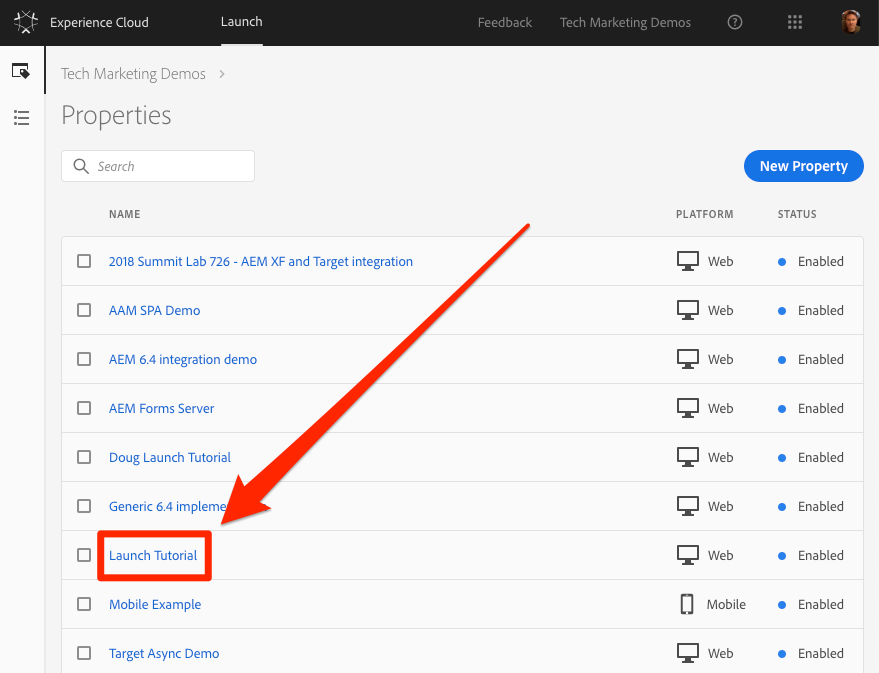 Experience Cloud Launch Feedback Tech Marketing Demos
Tech Marketing Demos
Properties
Search New Property
NAME PLATFORM STATUS
2018 Summit Lab 726 - AEM XF and Target integration Web Enabled
AAM SPA Demo Web Enabled
AEM 6.4 integration demo Web Enabled
AEM Forms Server Web Enabled
Doug Launch Tutorial Web Enabled
Generic 6.4 impleme Web Enabled
Launch Tutorial Web Enabled
Mobile Example Mobile Enabled
Target Async Demo Web Enabled